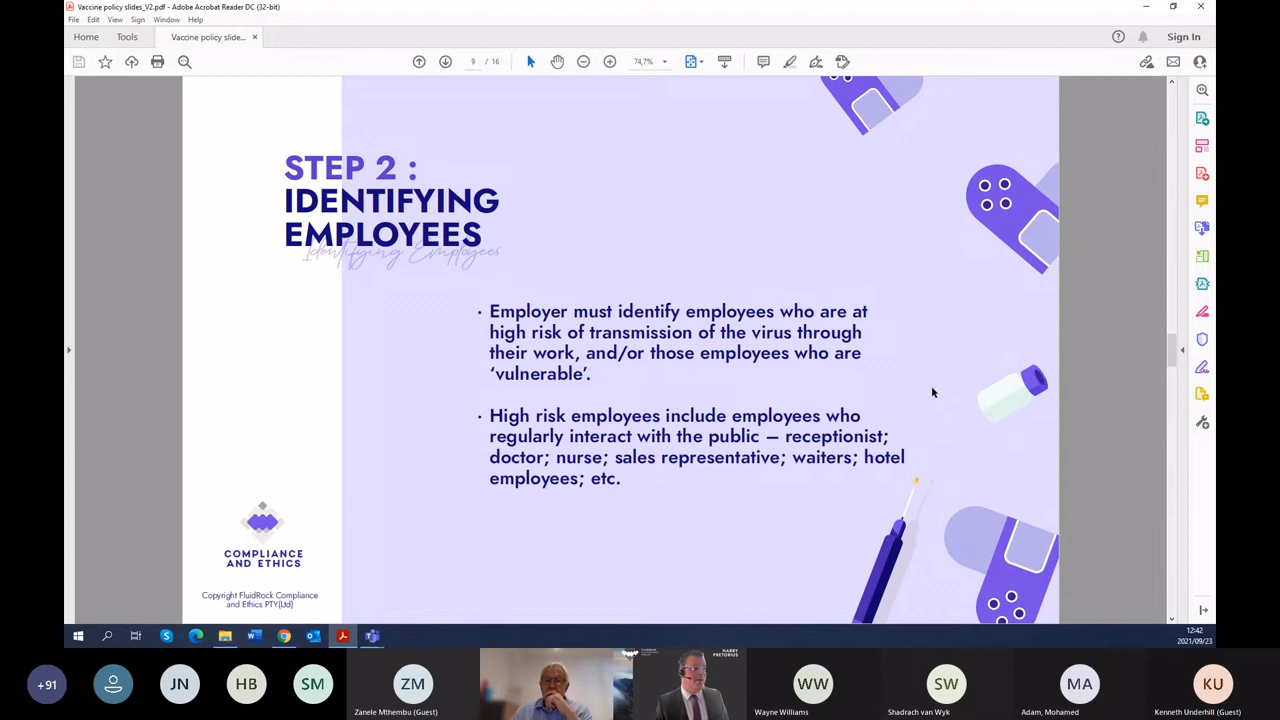 Vaccine policy slides_V2.pdf - Adobe Acrobat Reader DC (32-bit)
File Edit View Sign Window Help
Home Tools Vaccine policy slide... × Sign In
9 / 16 74,7%
STEP 2 :
IDENTIFYING
EMPLOYEES
Identifying Employees
· Employer must identify employees who are at
high risk of transmission of the virus through
their work, and/or those employees who are
‘vulnerable’.
· High risk employees include employees who
regularly interact with the public – receptionist;
doctor; nurse; sales representative; waiters; hotel
employees; etc.
COMPLIANCE
AND ETHICS
Copyright FluidRock Compliance
and Ethics PTY(Ltd)
12:42
2021/09/23
HARRY
PRETORIUS
+91 JN HB SM ZM WW SW MA KU
Zanele Mthembu (Guest) Wayne Williams Shadrach van Wyk Adam, Mohamed Kenneth Underhill (Guest)